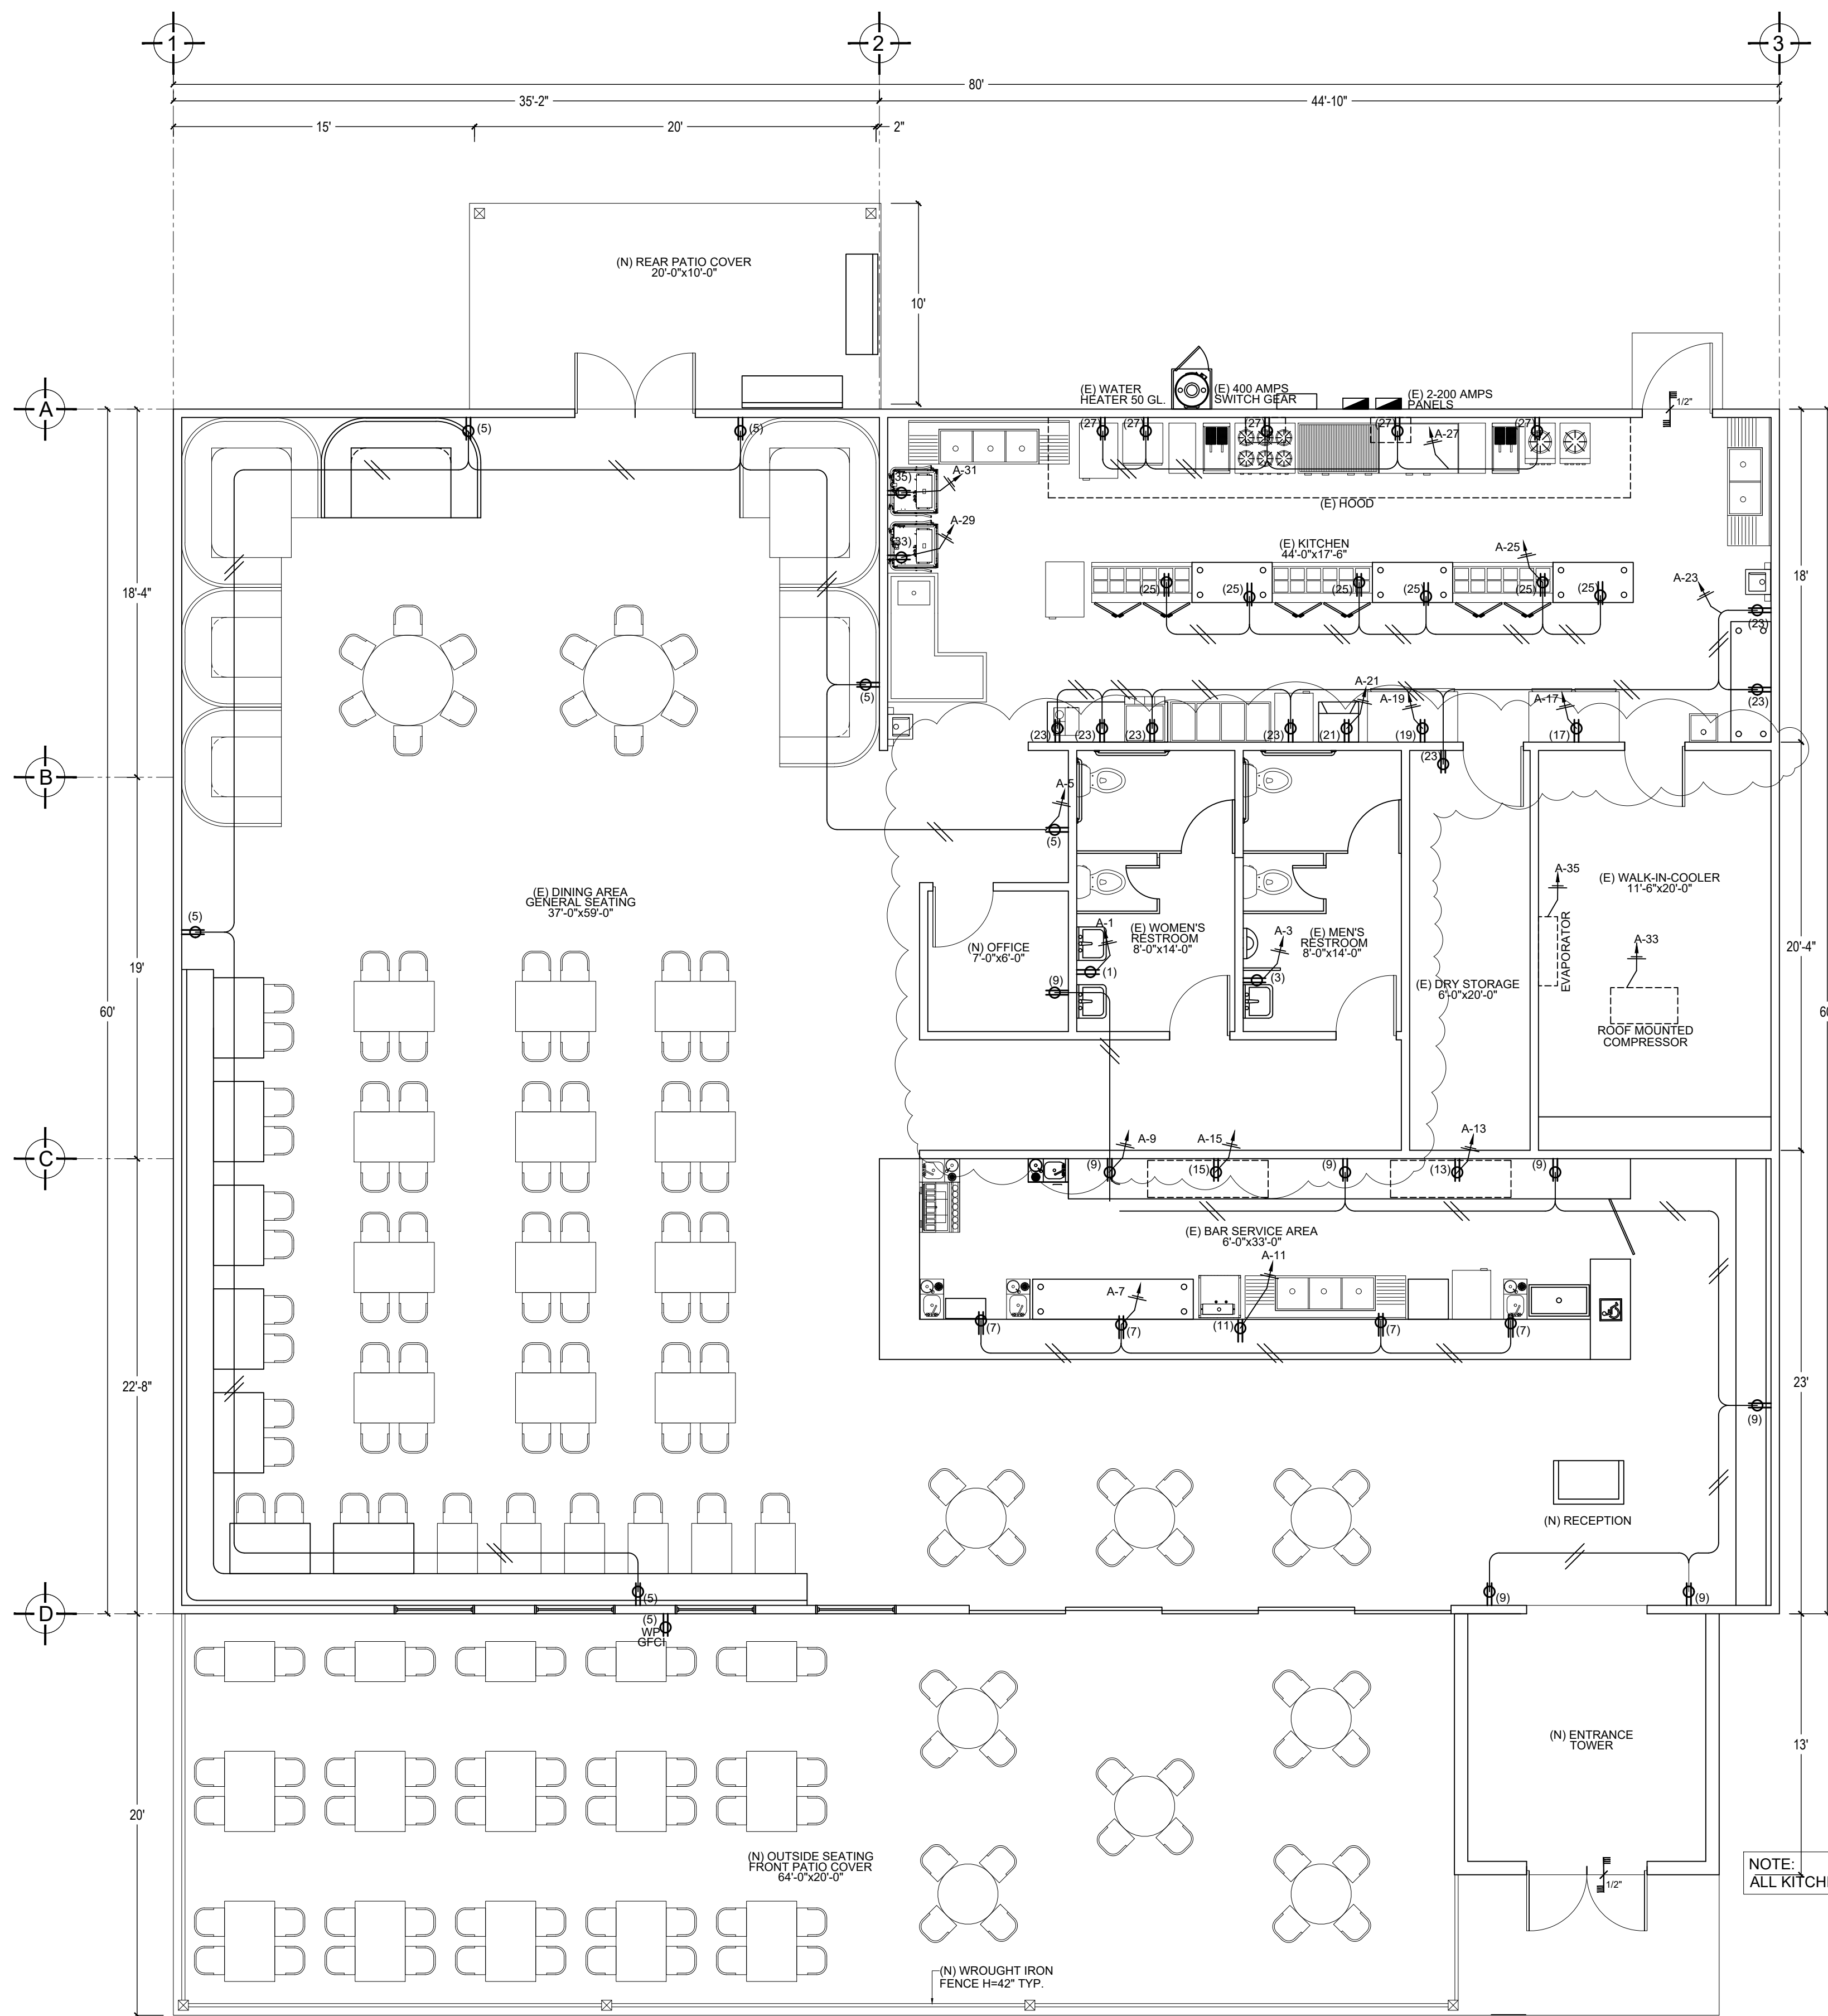 1
2
3
80'
35'-2"
44'-10"
15'
20'
2"
(N) REAR PATIO COVER
20'-0"x10'-0"
10'
A
(E) WATER
HEATER 50 GL.
(E) 400 AMPS
SWITCH GEAR
(E) 2-200 AMPS
PANELS
1/2"
(5)
(5)
(27)
(27)
(27)
(27)
(27)
A-27
(35)
A-31
(E) HOOD
A-29
(33)
(E) KITCHEN
44'-0"x17'-6"
A-25
A-23
18'
18'-4"
(25)
(25)
(25)
(25)
(25)
(25)
(23)
(5)
A-21
A-19
A-17
(23)
(23)
(23)
(23)
(23)
(21)
(19)
(17)
(23)
B
A-5
(5)
A-35
(E) WALK-IN-COOLER
11'-6"x20'-0"
(E) DINING AREA
GENERAL SEATING
37'-0"x59'-0"
(5)
EVAPORATOR
A-1
(E) WOMEN'S
RESTROOM
8'-0"x14'-0"
A-3
(E) MEN'S
RESTROOM
8'-0"x14'-0"
(N) OFFICE
7'-0"x6'-0"
A-33
20'-4"
19'
(1)
(3)
(9)
(E) DRY STORAGE
6'-0"x20'-0"
60'
ROOF MOUNTED
COMPRESSOR
C
A-9
A-15
A-13
(9)
(15)
(9)
(13)
(9)
(E) BAR SERVICE AREA
6'-0"x33'-0"
A-11
A-7
(7)
(7)
(11)
(7)
(7)
22'-8"
23'
(9)
(N) RECEPTION
D
(5)
(9)
(9)
(5)
WP
GFCI
(N) ENTRANCE
TOWER
13'
20'
(N) OUTSIDE SEATING
FRONT PATIO COVER
64'-0"x20'-0"
1/2"
NOTE:
ALL
(N) WROUGHT IRON
FENCE H=42" TYP.